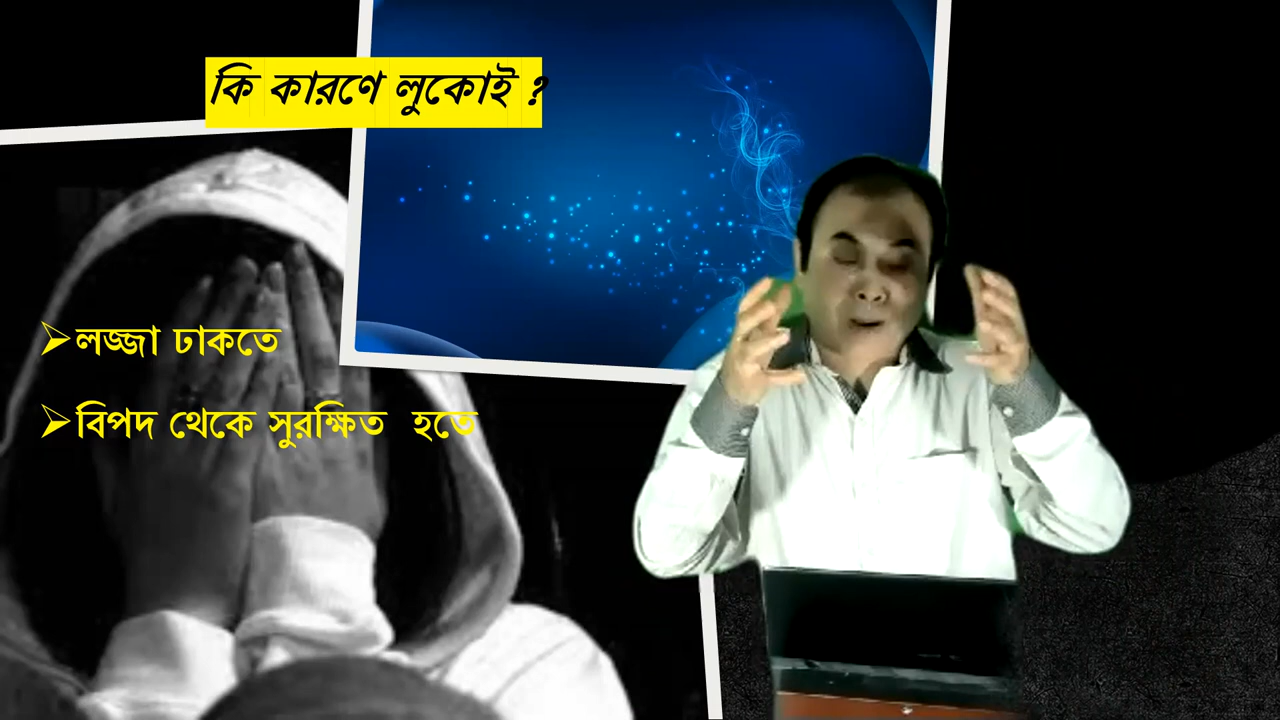 কি কারণে লুকোই ?
➢লজ্জা ঢাকতে
➢বিপদ থেকে সুরক্ষিত হতে